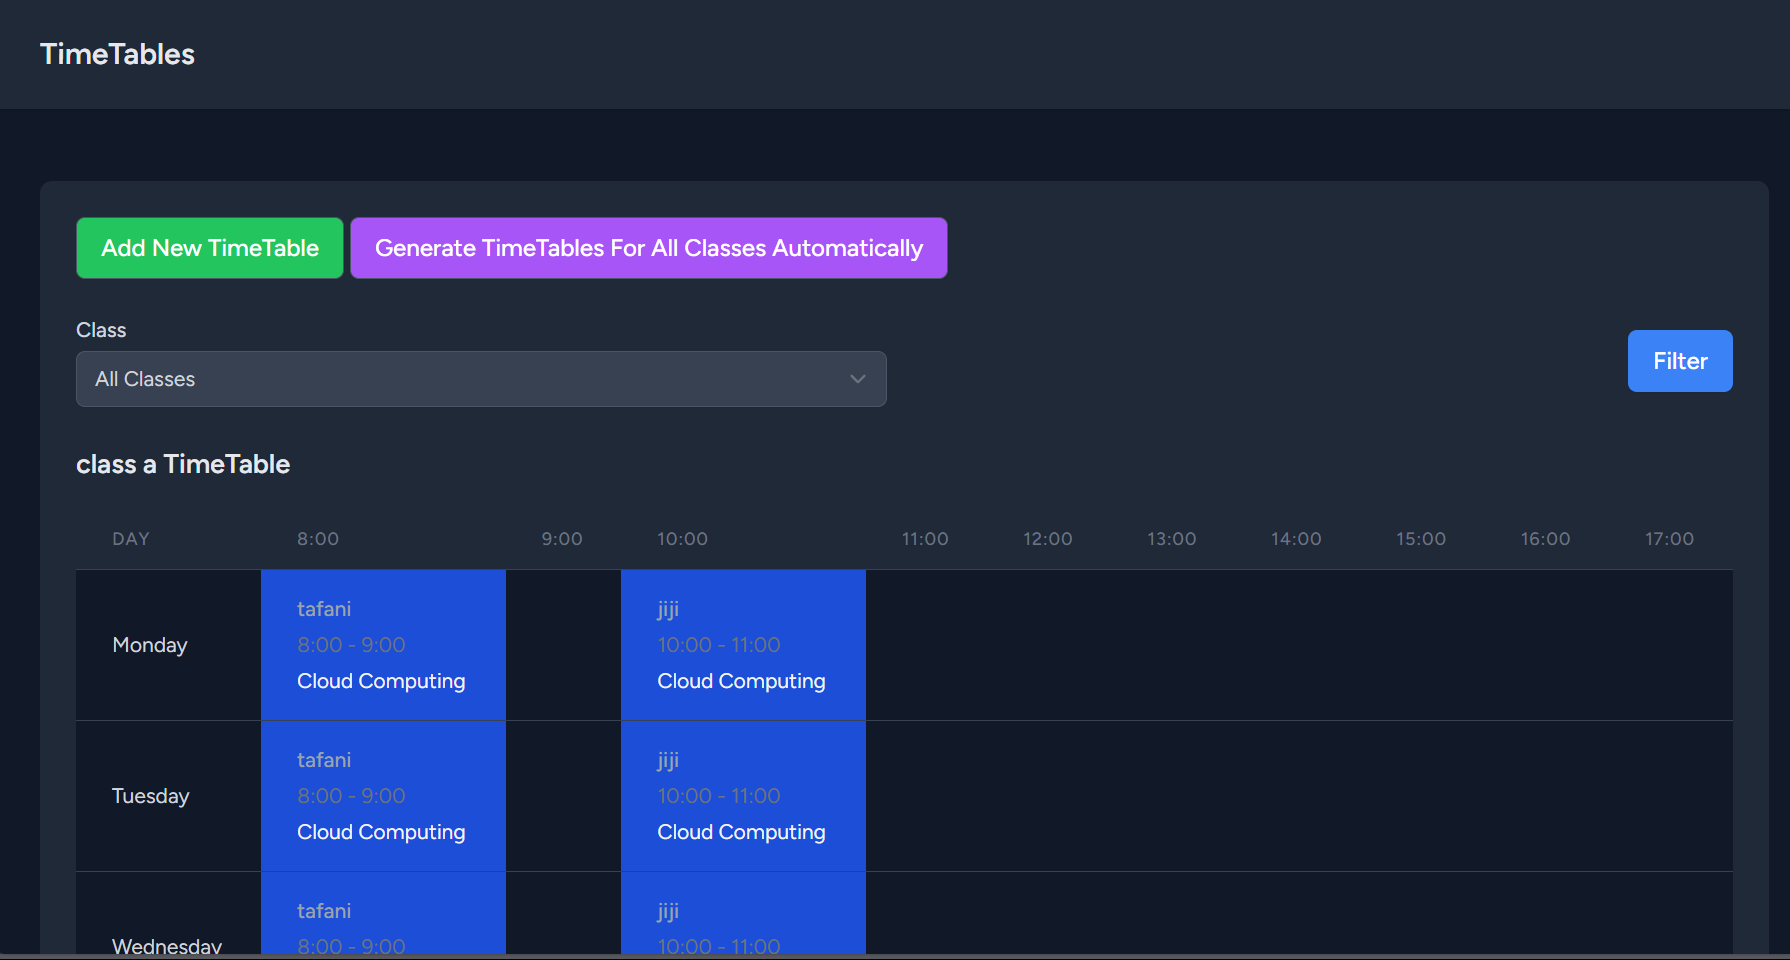 TimeTables
Add New TimeTable Generate TimeTables For All Classes Automatically
Class
All Classes
Filter
class a TimeTable
DAY 8:00 9:00 10:00 11:00 12:00 13:00 14:00 15:00 16:00 17:00
tafani jiji
Monday 8:00 - 9:00 10:00 - 11:00
Cloud Computing Cloud Computing
tafani jiji
Tuesday 8:00 - 9:00 10:00 - 11:00
Cloud Computing Cloud Computing
tafani jiji
Wednesday 8:00 - 9:00 10:00 - 11:00